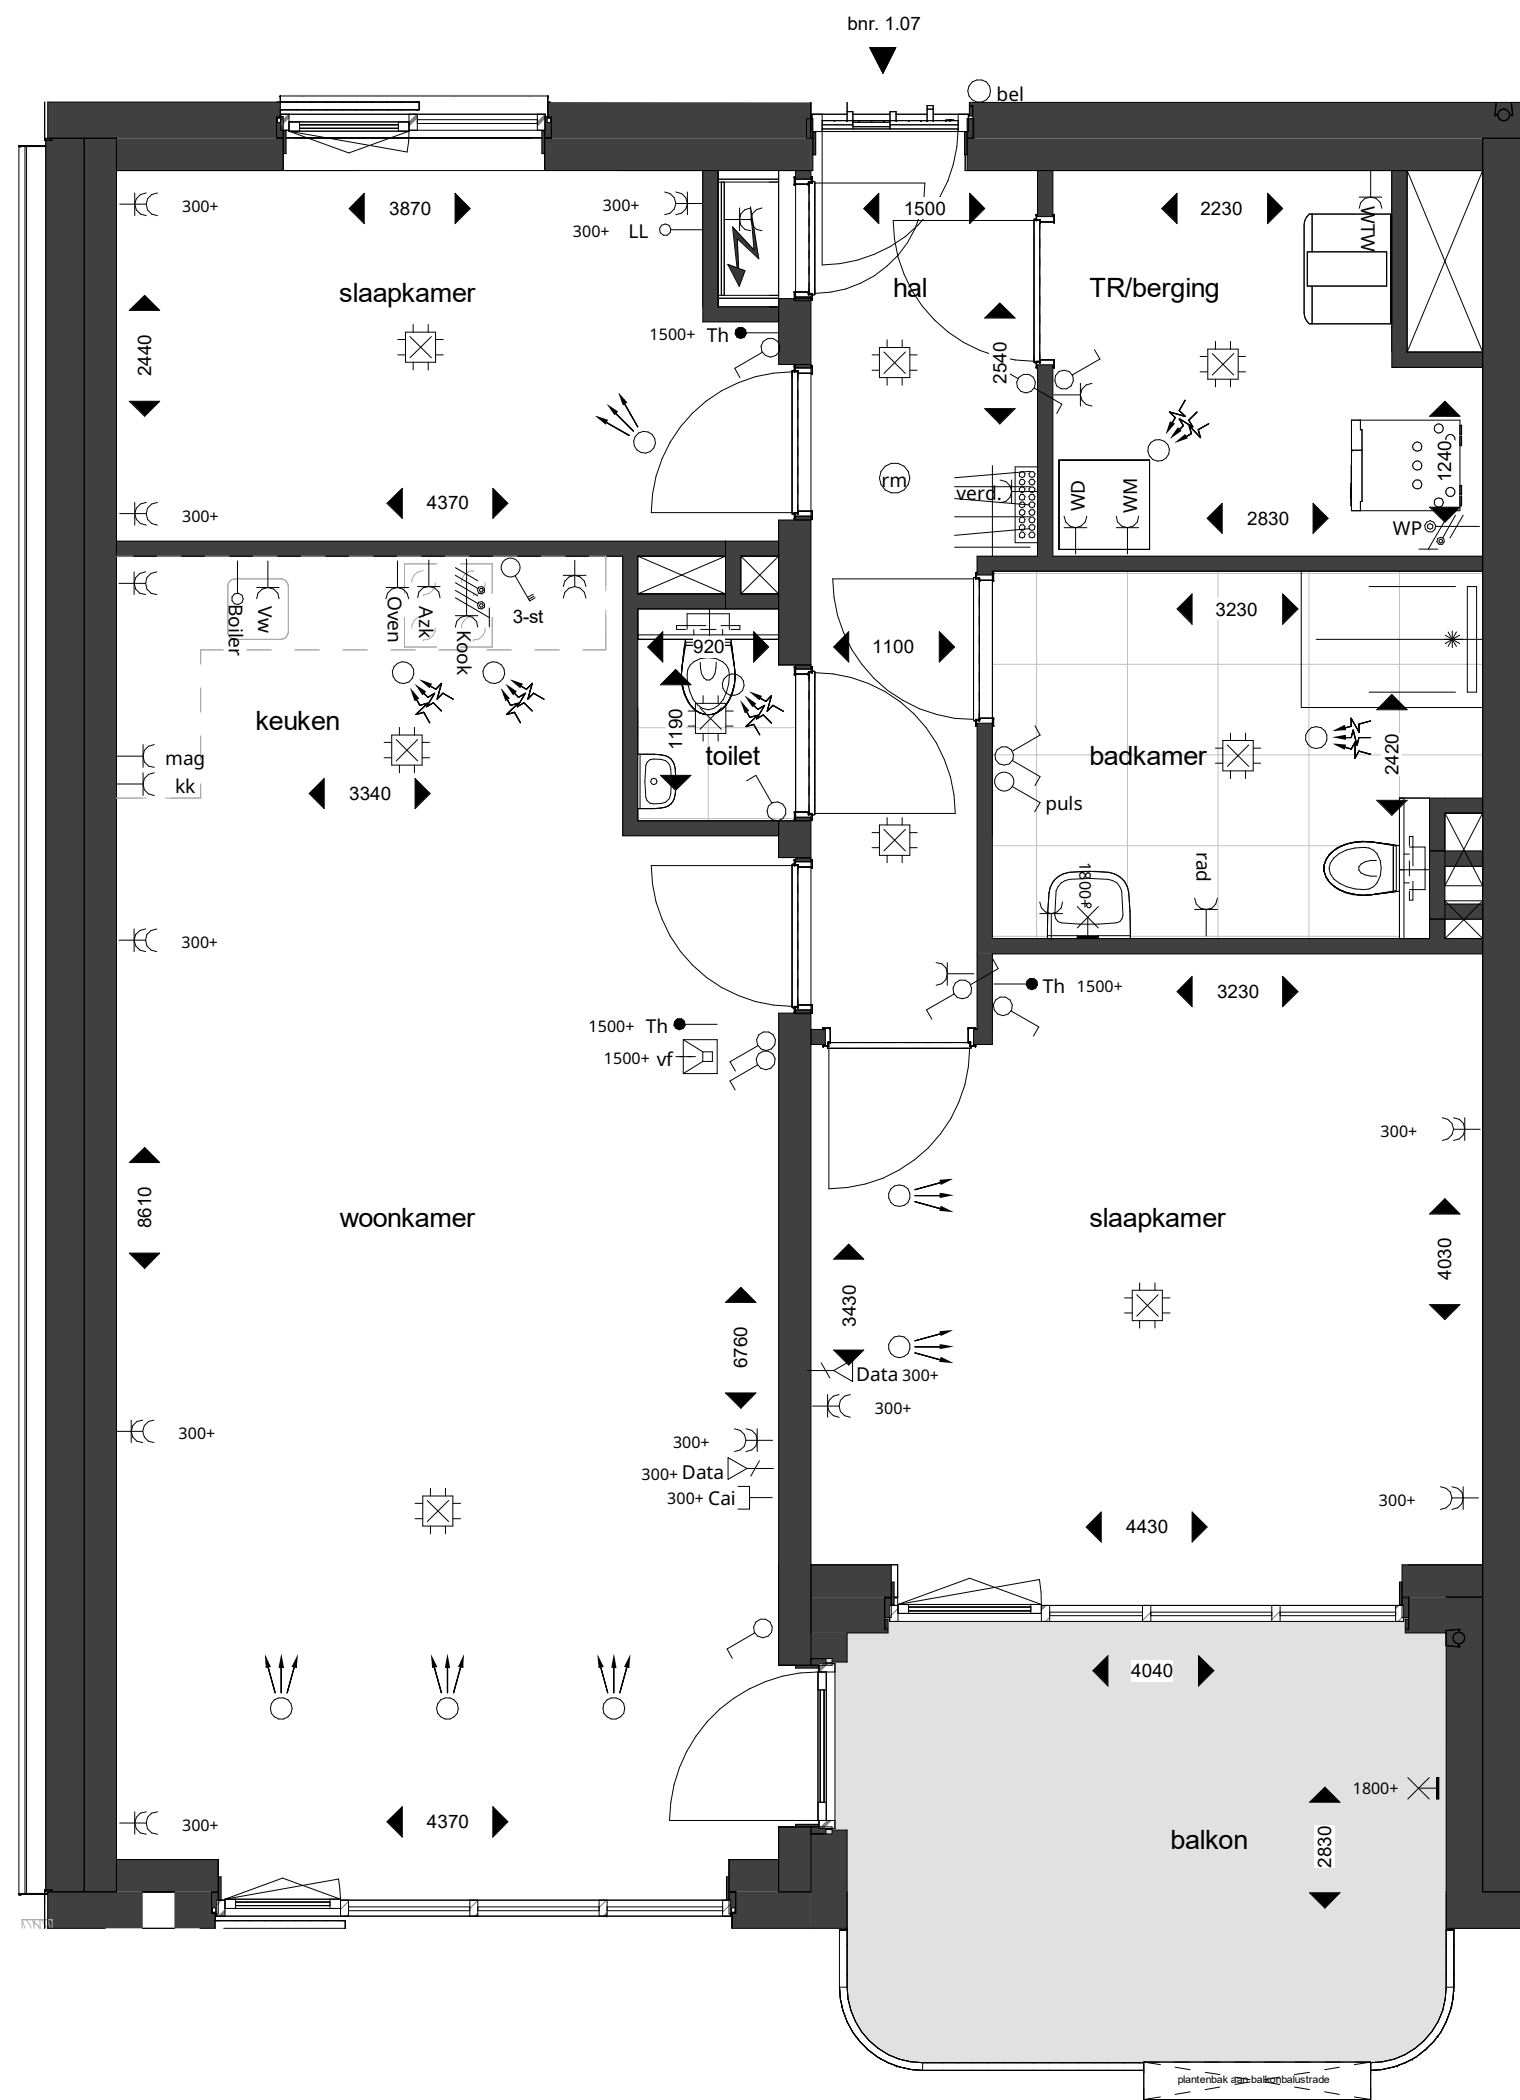 bnr. 1.07
bel
300+
3870
300+
300+ LL
1500
2230
WTW
slaapkamer
hal
TR/berging
2440
1500+ Th
2540
300+
4370
rm
verd.
WD
WM
2830
1240
WP
Boiler
Vw
Oven
Azk
Kook
3-st
920
1100
3230
keuken
1190
toilet
badkamer
2420
mag
kk
3340
puls
1800+
rad
300+
Th 1500+
3230
1500+ Th
1500+ vf
300+
8610
woonkamer
slaapkamer
4030
6760
3430
Data 300+
300+
300+
300+
300+ Data
300+ Cai
300+
4430
4040
1800+
300+
4370
balkon
2830
plantenbak aan balkonbalustrade